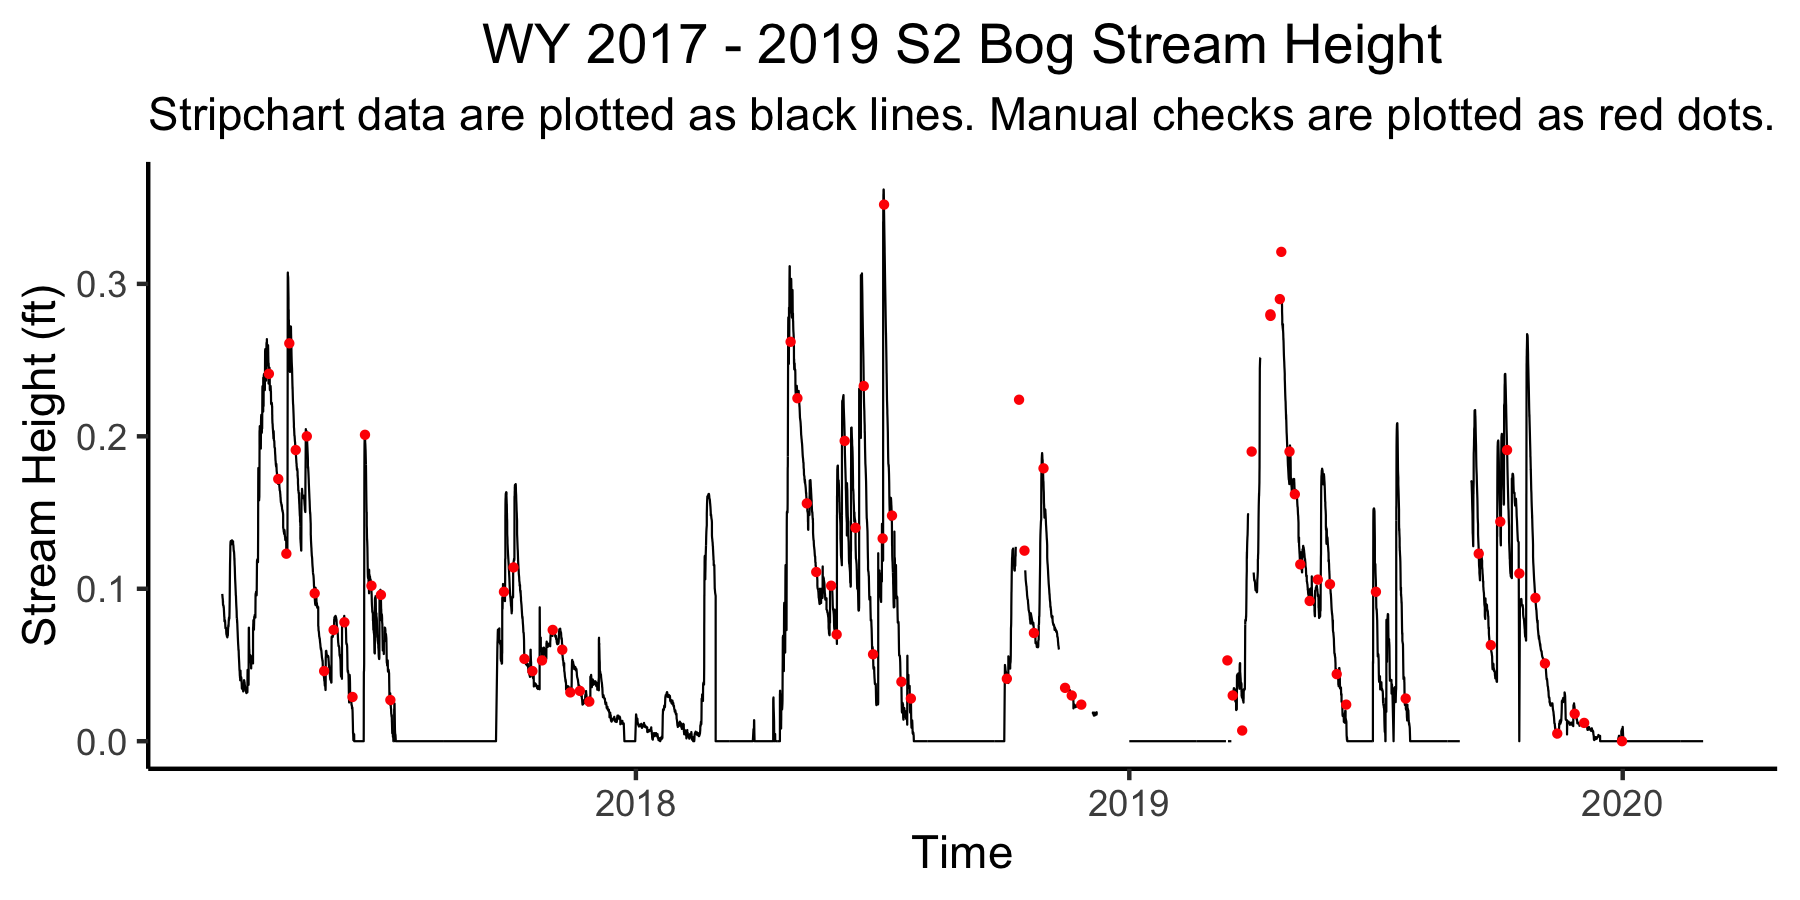 WY 2017 - 2019 S2 Bog Stream Height
Stripchart data are plotted as black lines. Manual checks are plotted as red dots.
Stream Height (ft)
0.3
0.2
0.1
0.0
2018
2019
2020
Time